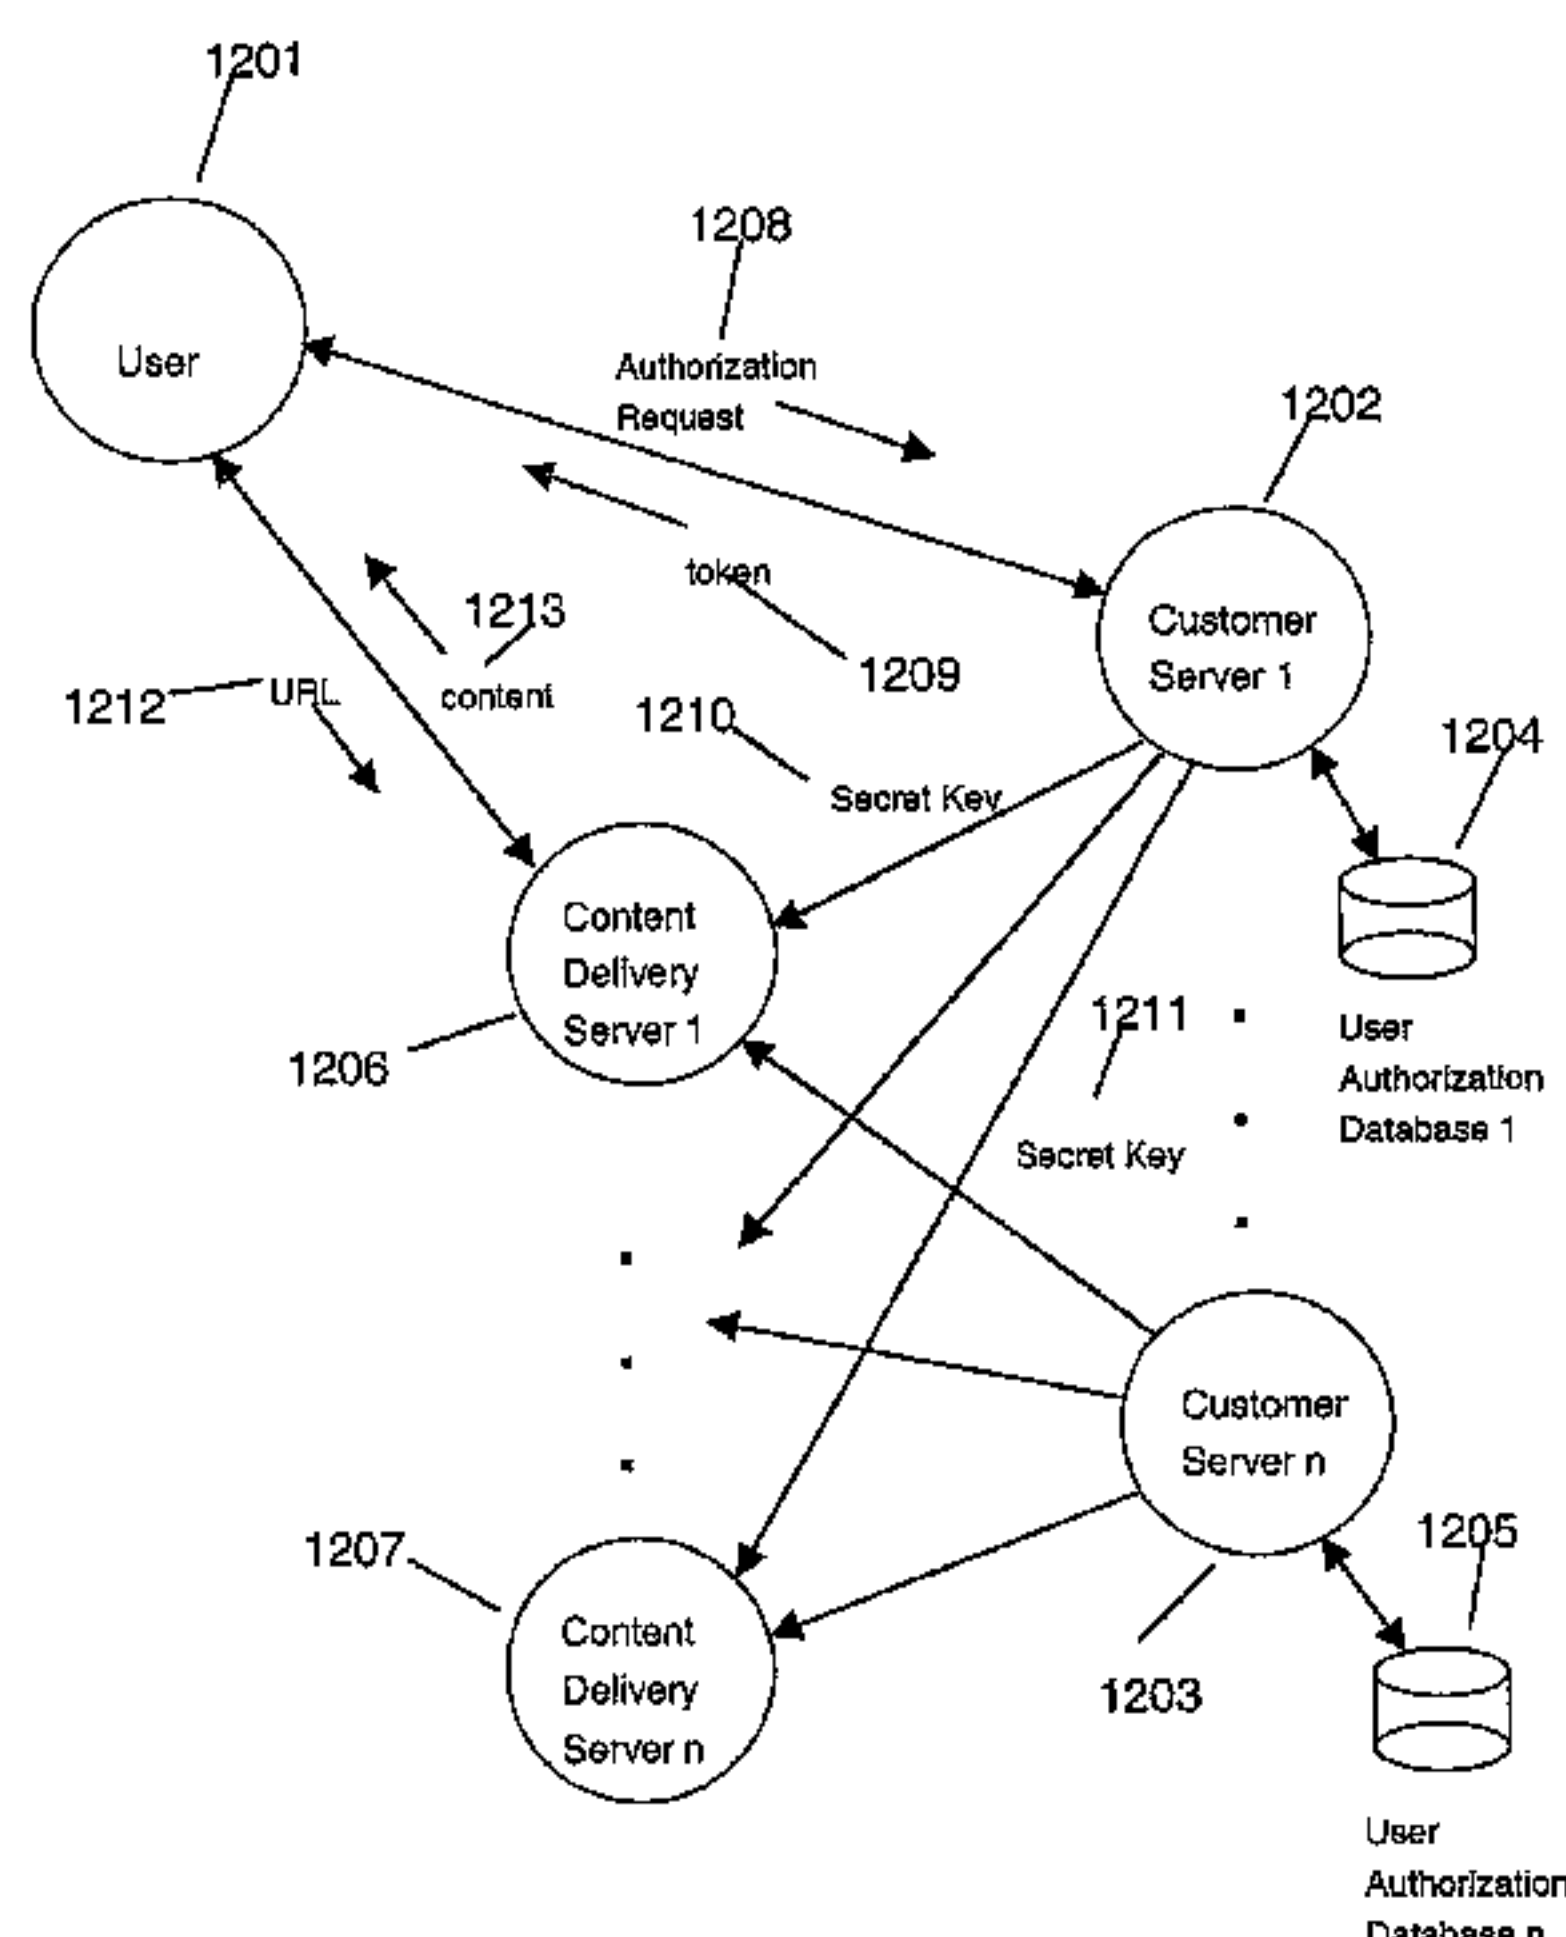 1201
User
1208
Authorization
Request
1202
token
1209
1213
content
1212
URL
Customer
Server 1
1210
Secret Key
1204
Content
Delivery
Server 1
1206
1211
Secret Key
User
Authorization
Database 1
Customer
Server n
1203
1205
1207
Content
Delivery
Server n
User
Authorization
Database n